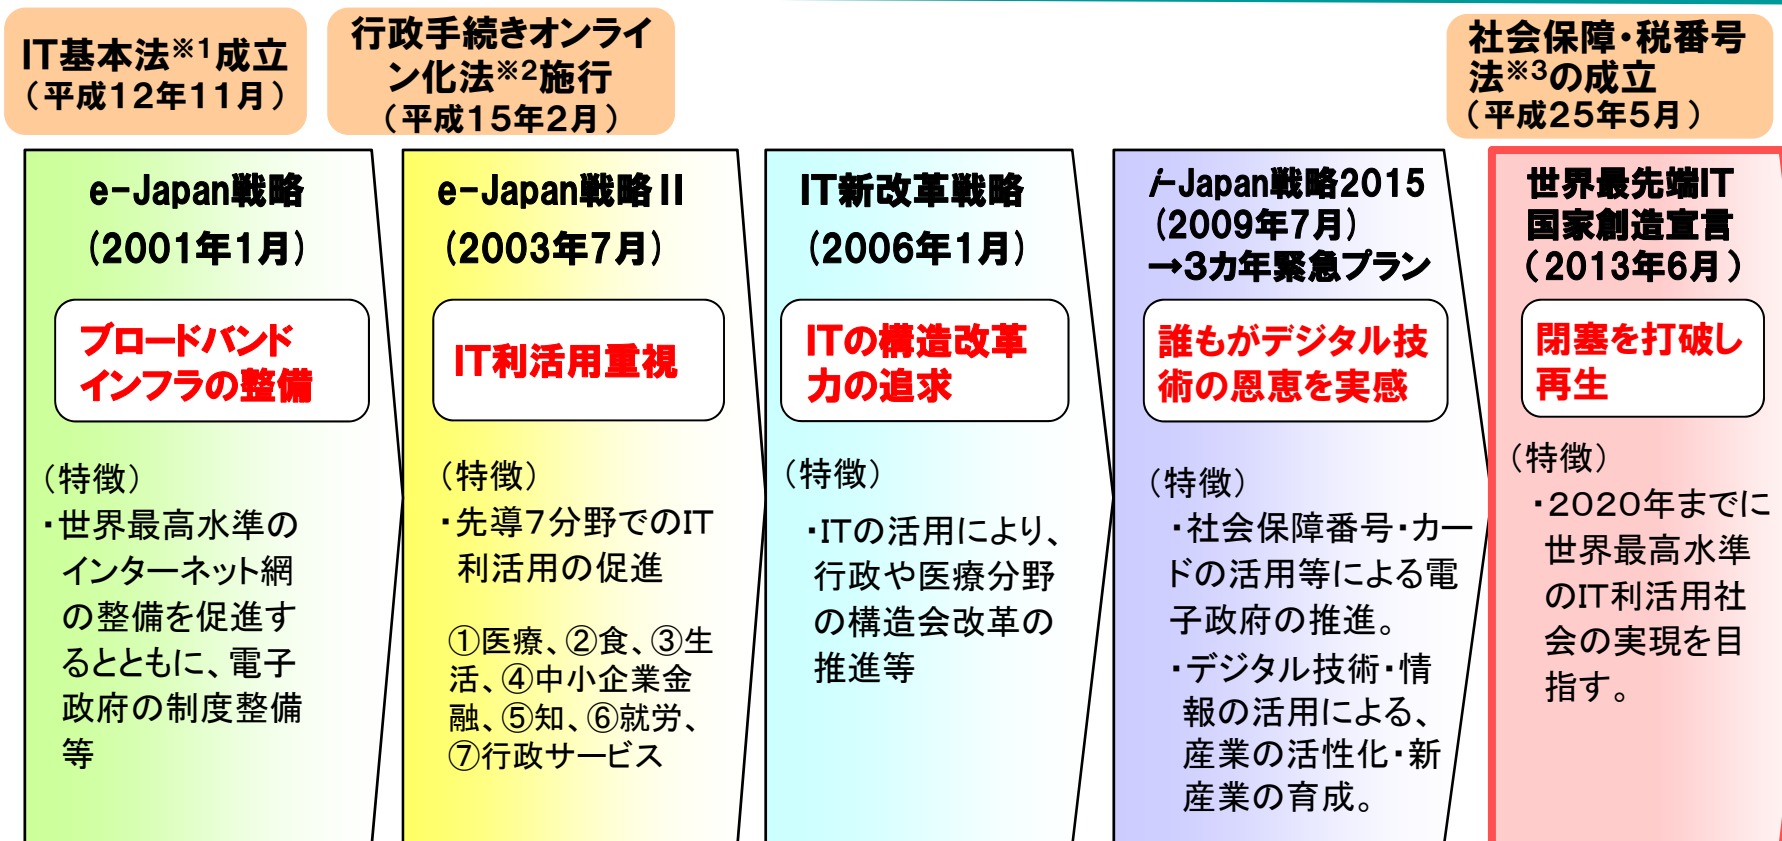 IT基本法※1成立
（平成12年11月）
行政手続きオンライ
ン化法※2施行
（平成15年2月）
社会保障・税番号
法※3の成立
（平成25年5月）
e-Japan戦略
(2001年1月)
ブロードバンド
インフラの整備
（特徴）
・世界最高水準の
インターネット網
の整備を促進す
るとともに、電子
政府の制度整備
等
e-Japan戦略Ⅱ
(2003年7月)
IT利活用重視
（特徴）
・先導7分野でのIT
利活用の促進
①医療、②食、③生
活、④中小企業金
融、⑤知、⑥就労、
⑦行政サービス
IT新改革戦略
(2006年1月)
ITの構造改革
力の追求
（特徴）
・ITの活用により、
行政や医療分野
の構造会改革の
推進等
i-Japan戦略2015
(2009年7月)
→3カ年緊急プラン
誰もがデジタル技
術の恩恵を実感
（特徴）
・社会保障番号・カー
ドの活用等による電
子政府の推進。
・デジタル技術・情
報の活用による、
産業の活性化・新
産業の育成。
世界最先端IT
国家創造宣言
（2013年6月）
閉塞を打破し
再生
（特徴）
・2020年までに
世界最高水準
のIT利活用社
会の実現を目
指す。